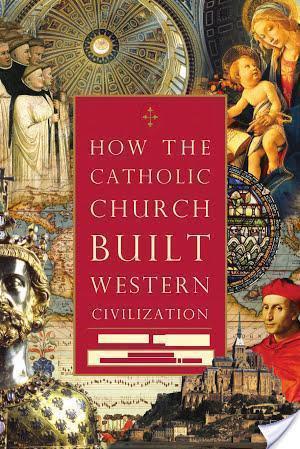 HOW THE
CATHOLIC
CHURCH
BUILT
WESTERN
CIVILIZATION